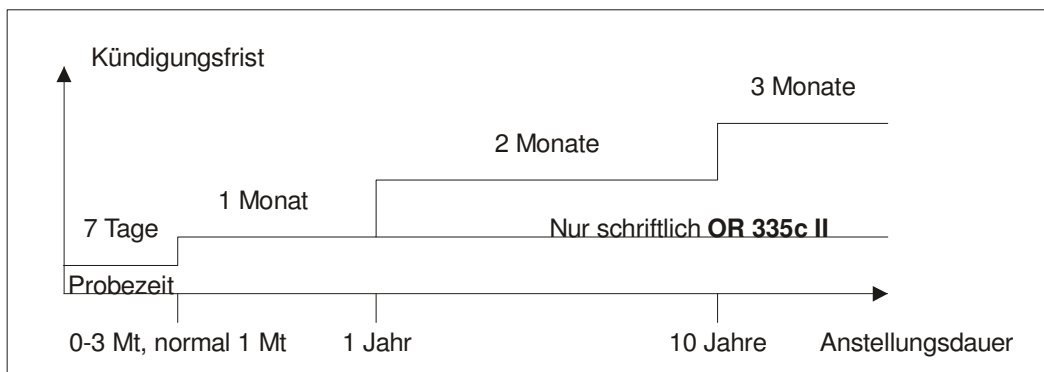 Kündigungsfrist
3 Monate
2 Monate
1 Monat
7 Tage
Nur schriftlich OR 335c II
Probezeit
0-3 Mt, normal 1 Mt
1 Jahr
10 Jahre
Anstellungsdauer